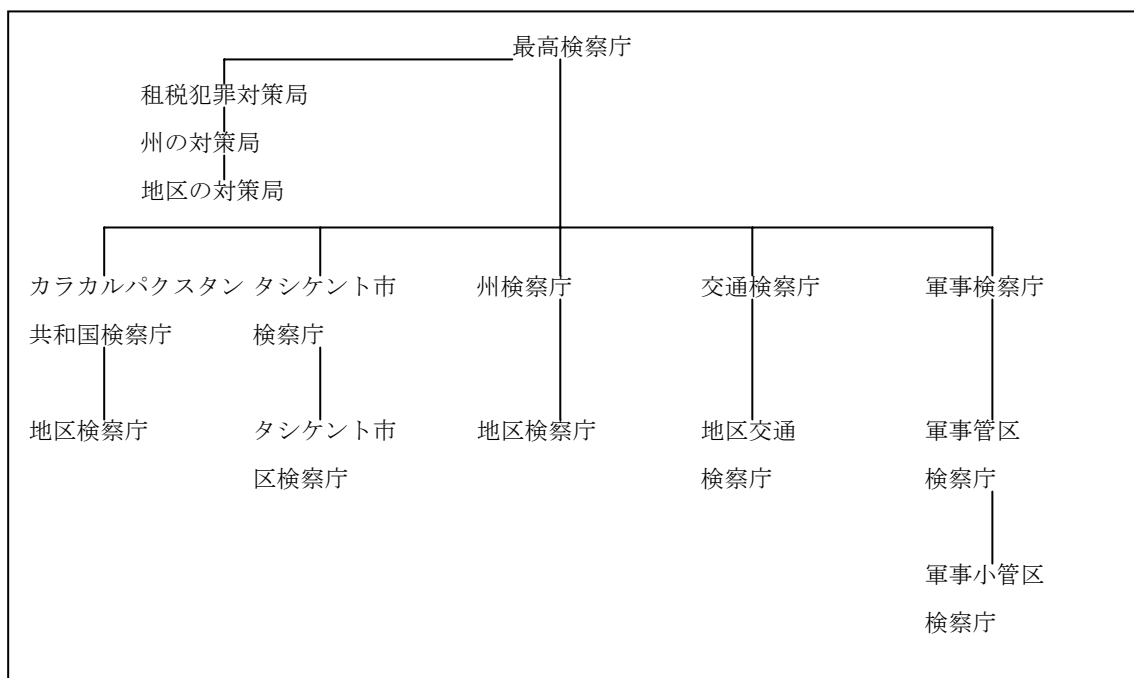 最高検察庁
租税犯罪対策局
州の対策局
地区の対策局
カラカルパクスタン
共和国検察庁
タシケント市
検察庁
州検察庁
交通検察庁
軍事検察庁
地区検察庁
タシケント市
区検察庁
地区検察庁
地区交通
検察庁
軍事管区
検察庁
軍事小管区
検察庁